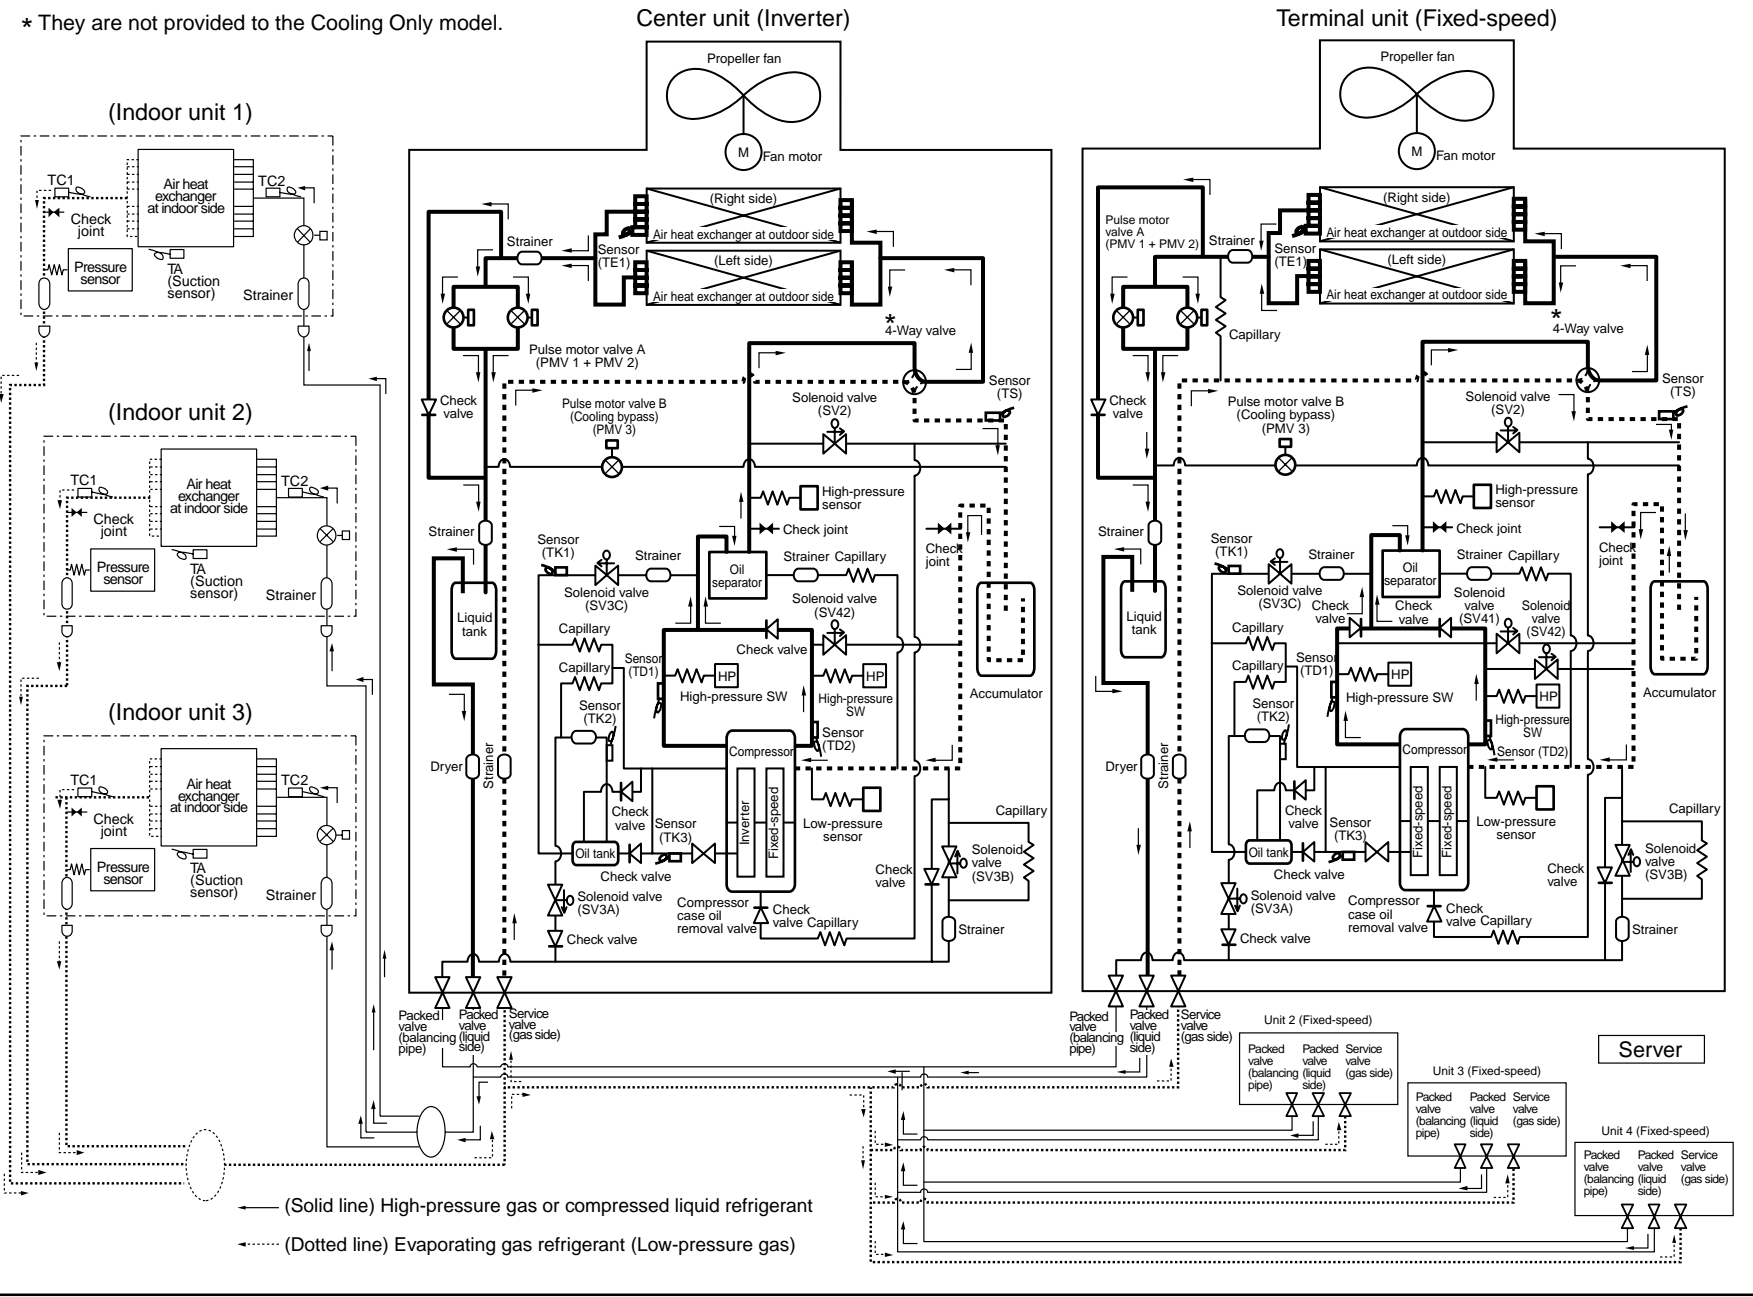 * They are not provided to the Cooling Only model.
Center unit (Inverter)
Terminal unit (Fixed-speed)
(Indoor unit 1)
TC1
TC2
Air heat
exchanger
at indoor side
Check
joint
Pressure
sensor
TA
(Suction
sensor)
Strainer
(Indoor unit 2)
TC1
TC2
Air heat
exchanger
at indoor side
Check
joint
Pressure
sensor
TA
(Suction
sensor)
Strainer
(Indoor unit 3)
TC1
TC2
Air heat
exchanger
at indoor side
Check
joint
Pressure
sensor
TA
(Suction
sensor)
Strainer
Propeller fan
M
Fan motor
(Right side)
Air heat exchanger at outdoor side
(Left side)
Air heat exchanger at outdoor side
Strainer
Sensor
(TE1)
*
4-Way valve
Pulse motor valve A
(PMV 1 + PMV 2)
Check
valve
Pulse motor valve B
(Cooling bypass)
(PMV 3)
Solenoid valve
(SV2)
Sensor
(TS)
High-pressure
sensor
Check joint
Check
joint
Strainer
Sensor
(TK1)
Strainer
Oil
separator
Strainer
Capillary
Solenoid valve
(SV3C)
Solenoid valve
(SV42)
Liquid
tank
Capillary
Capillary
Sensor
(TD1)
Check valve
HP
High-pressure SW
HP
High-pressure
SW
Accumulator
Sensor
(TK2)
Sensor
(TD2)
Compressor
Inverter
Fixed-speed
Dryer
Strainer
Check
valve
Sensor
(TK3)
Low-pressure
sensor
Capillary
Oil tank
Check valve
Check
valve
Solenoid
valve
(SV3B)
Solenoid valve
(SV3A)
Compressor
case oil
removal valve
Check
valve
Capillary
Check valve
Strainer
Packed
valve
(balancing
pipe)
Packed
valve
(liquid
side)
Service
valve
(gas side)
Propeller fan
M
Fan motor
(Right side)
Air heat exchanger at outdoor side
(Left side)
Air heat exchanger at outdoor side
Pulse motor
valve A
(PMV 1 + PMV 2)
Strainer
Sensor
(TE1)
Capillary
*
4-Way valve
Check
valve
Pulse motor valve B
(Cooling bypass)
(PMV 3)
Solenoid valve
(SV2)
Sensor
(TS)
High-pressure
sensor
Check joint
Check
joint
Strainer
Sensor
(TK1)
Strainer
Oil
separator
Strainer
Capillary
Solenoid valve
(SV3C)
Check
valve
Check
valve
Solenoid
valve
(SV41)
Solenoid
valve
(SV42)
Liquid
tank
Capillary
Capillary
Sensor
(TD1)
HP
High-pressure SW
HP
High-pressure
SW
Accumulator
Sensor
(TK2)
Sensor (TD2)
Compressor
Fixed-speed
Fixed-speed
Dryer
Strainer
Check
valve
Sensor
(TK3)
Low-pressure
sensor
Capillary
Oil tank
Check valve
Check
valve
Solenoid
valve
(SV3B)
Solenoid valve
(SV3A)
Compressor
case oil
removal valve
Check
valve
Capillary
Check valve
Strainer
Packed
valve
(balancing
pipe)
Packed
valve
(liquid
side)
Service
valve
(gas side)
Unit 2 (Fixed-speed)
Packed
valve
(balancing
pipe)
Packed
valve
(liquid
side)
Service
valve
(gas side)
Server
Unit 3 (Fixed-speed)
Packed
valve
(balancing
pipe)
Packed
valve
(liquid
side)
Service
valve
(gas side)
Unit 4 (Fixed-speed)
Packed
valve
(balancing
pipe)
Packed
valve
(liquid
side)
Service
valve
(gas side)
(Solid line) High-pressure gas or compressed liquid refrigerant
(Dotted line) Evaporating gas refrigerant (Low-pressure gas)